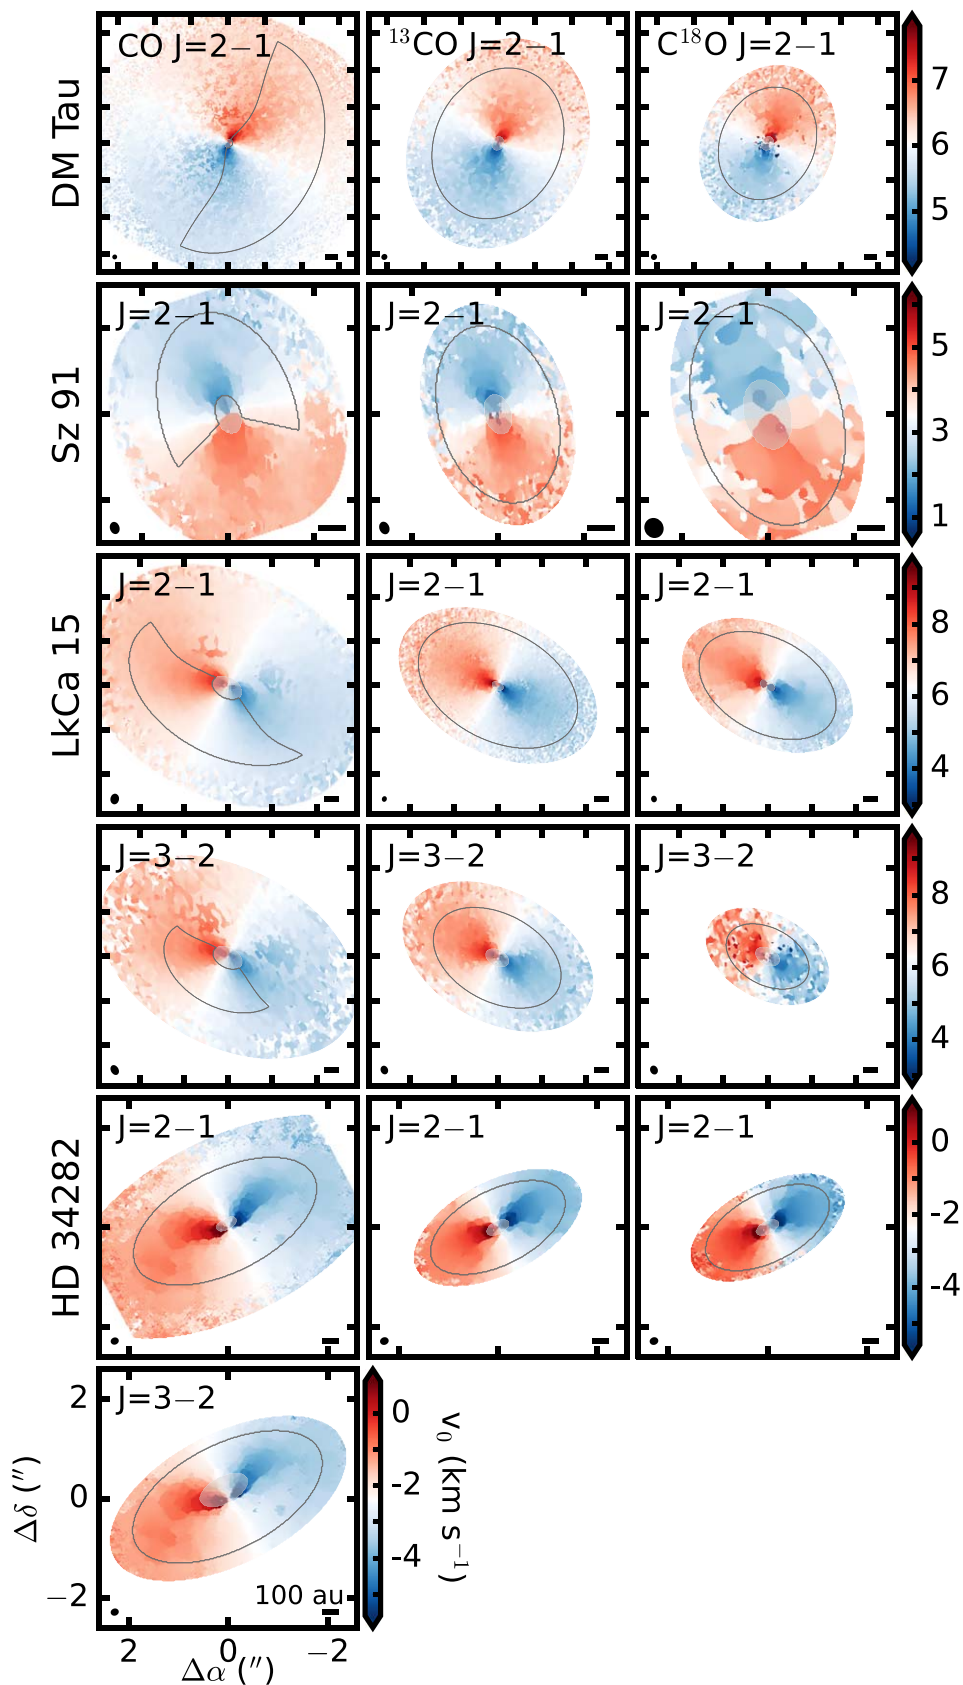 CO J=2−1
¹³CO J=2−1
C¹⁸O J=2−1
DM Tau
7
6
5
J=2−1
J=2−1
J=2−1
Sz 91
5
3
1
J=2−1
J=2−1
J=2−1
LkCa 15
8
6
4
J=3−2
J=3−2
J=3−2
8
6
4
J=2−1
J=2−1
J=2−1
HD 34282
0
-2
-4
J=3−2
100 au
0
-2
-4
v₀ (km s⁻¹)
2
0
−2
Δδ (″)
2
0
−2
Δα (″)